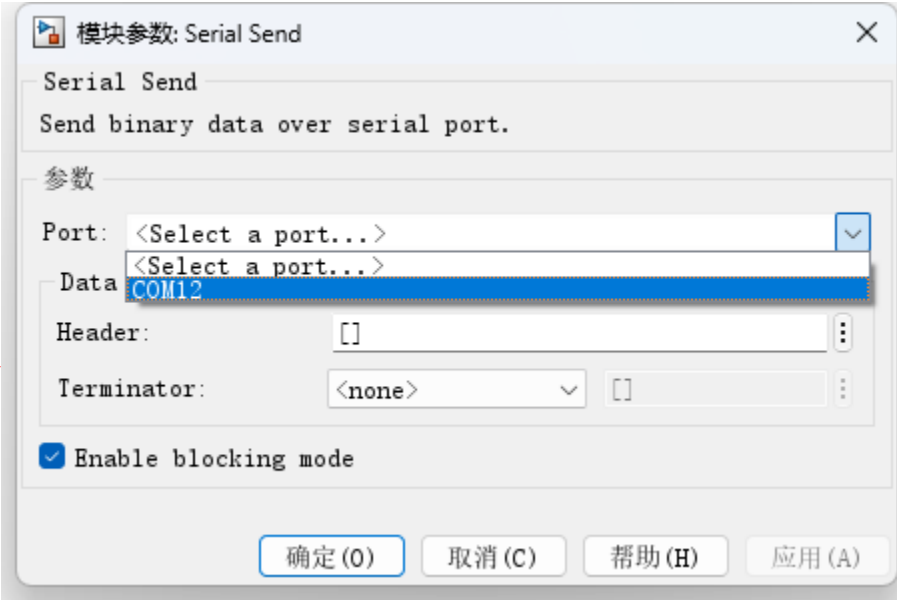 模块参数: Serial Send
Serial Send
Send binary data over serial port.
参数
Port: <Select a port...>
<Select a port...>
Data COM12
Header: []
Terminator: <none> []
Enable blocking mode
确定(O) 取消(C) 帮助(H) 应用(A)